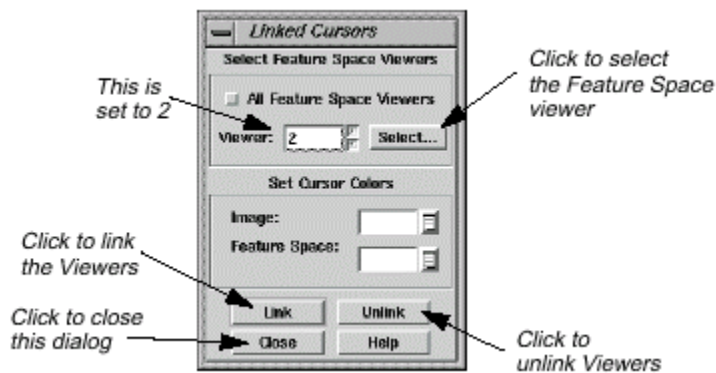 Linked Cursors
Select Feature Space Viewers
All Feature Space Viewers
Viewer: 2 Select...
Set Cursor Colors
Image:
Feature Space:
Link Unlink
Close Help
This is
set to 2
Click to select
the Feature Space
viewer
Click to link
the Viewers
Click to close
this dialog
Click to
unlink Viewers